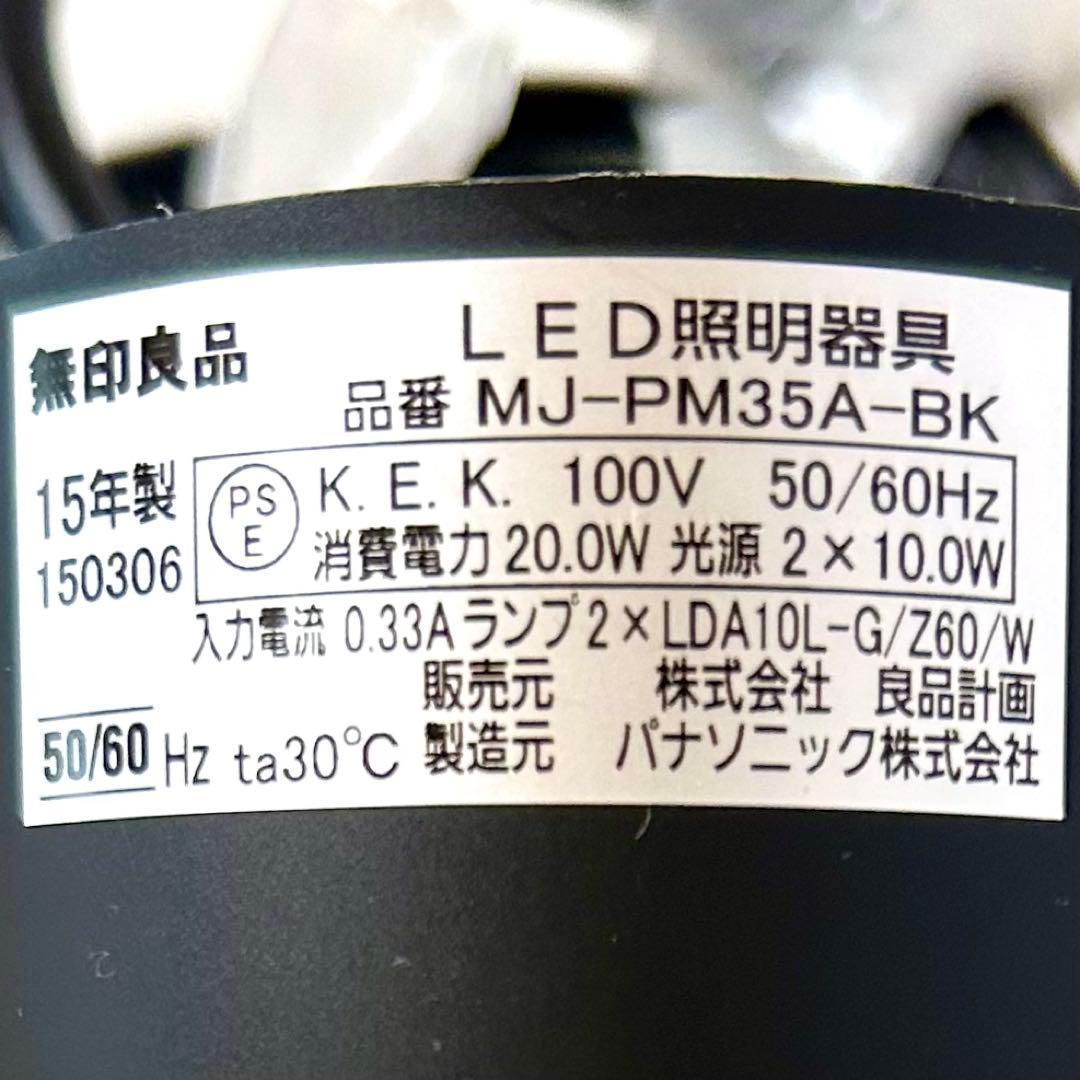 無印良品 LED照明器具
品番 MJ-PM35A-BK
15年製
150306
PS
E
K. E. K. 100V 50/60Hz
消費電力 20.0W 光源 2×10.0W
入力電流 0.33A ランプ 2×LDA10L-G/Z60/W
販売元 株式会社 良品計画
製造元 パナソニック株式会社
50/60 Hz ta30℃